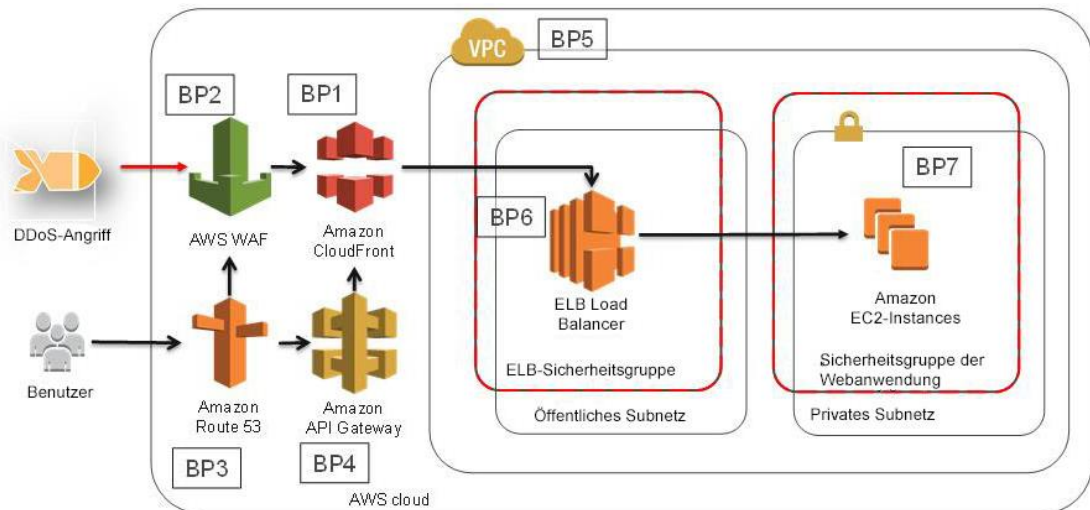 VPC
BP5
BP2
BP1
BP7
BP6
DDoS-Angriff
AWS WAF
Amazon
CloudFront
ELB Load
Balancer
Amazon
EC2-Instances
Benutzer
Amazon
Route 53
Amazon
API Gateway
ELB-Sicherheitsgruppe
Sicherheitsgruppe der
Webanwendung
Öffentliches Subnetz
Privates Subnetz
BP3
BP4
AWS cloud